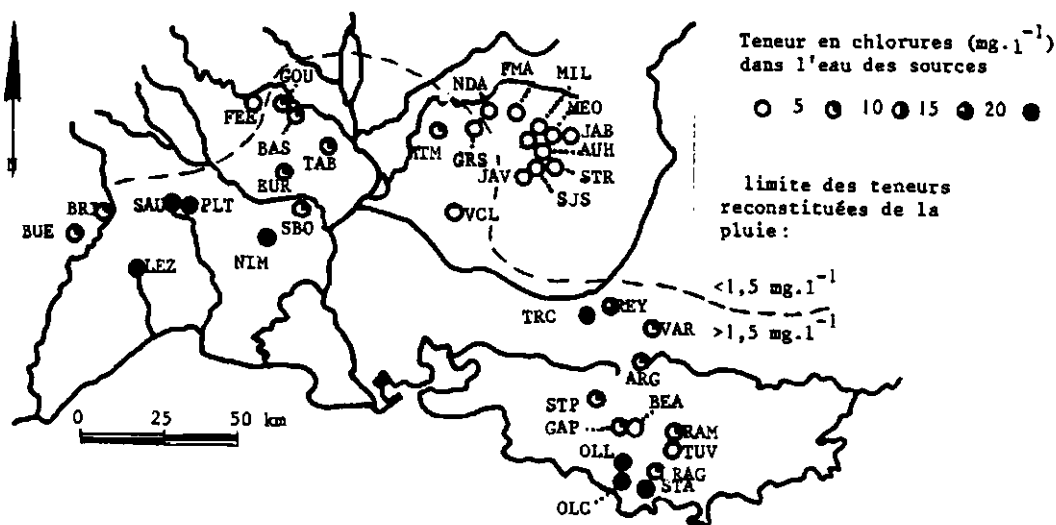 Teneur en chlorures (mg.l⁻¹)
dans l'eau des sources
5 10 15 20
limite des teneurs
reconstituées de la
pluie:
<1,5 mg.l⁻¹
>1,5 mg.l⁻¹
N
GOU
FER
BAS
TAB
EUR
SBO
BRI
BUE
SAU
PLT
NIM
LEZ
NDA
FMA
MIL
MEO
JAB
AUH
STR
SJS
JAV
GRS
ATM
VCL
TRC
REY
VAR
ARG
STP
BEA
GAP
RAM
TUV
OLL
RAG
STA
OLC
0 25 50 km